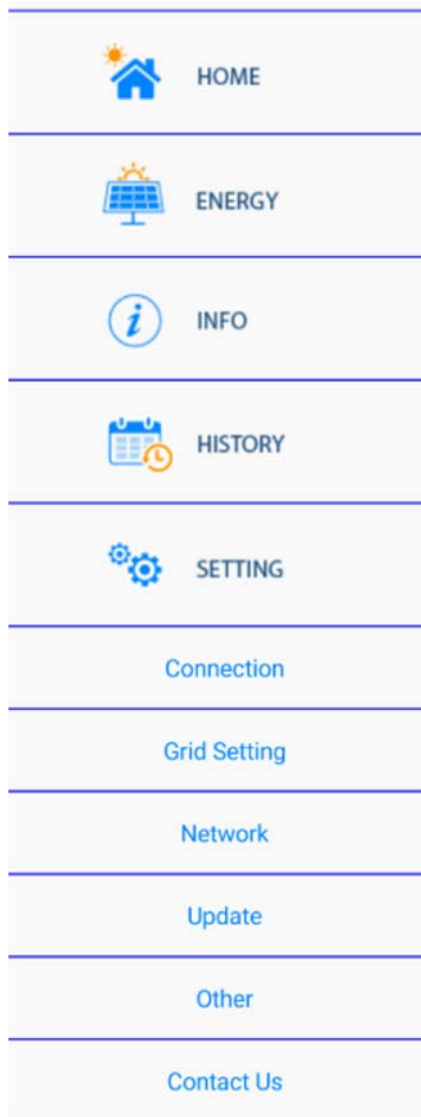 HOME
ENERGY
INFO
HISTORY
SETTING
Connection
Grid Setting
Network
Update
Other
Contact Us